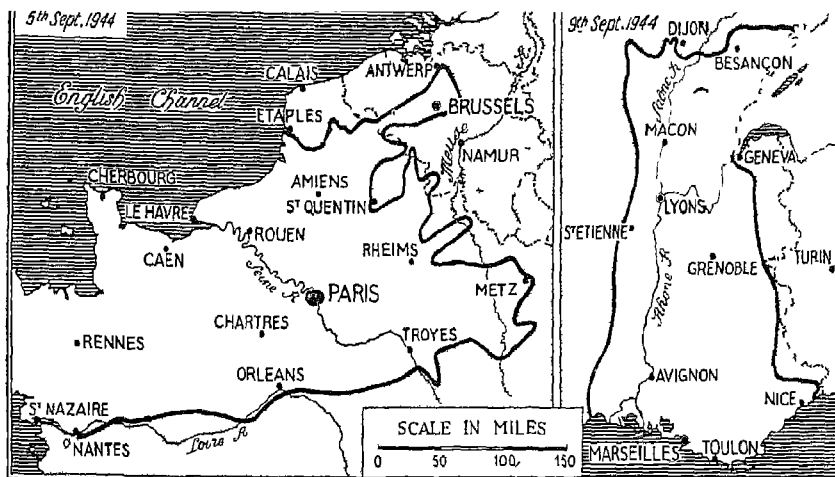 5th Sept. 1944
CALAIS
ANTWERP
English Channel
ETAPLES
BRUSSELS
Meuse
NAMUR
CHERBOURG
AMIENS
LE HAVRE
ST QUENTIN
ROUEN
CAEN
RHEIMS
Seine R
METZ
PARIS
CHARTRES
RENNES
TROYES
ORLEANS
ST NAZAIRE
NANTES
Loire R
SCALE IN MILES
0 50 100 150
9th Sept. 1944
DIJON
BESANÇON
Saône R
MACON
GENEVA
LYONS
ST ETIENNE
GRENOBLE
TURIN
Rhone R
AVIGNON
NICE
MARSEILLES
TOULON